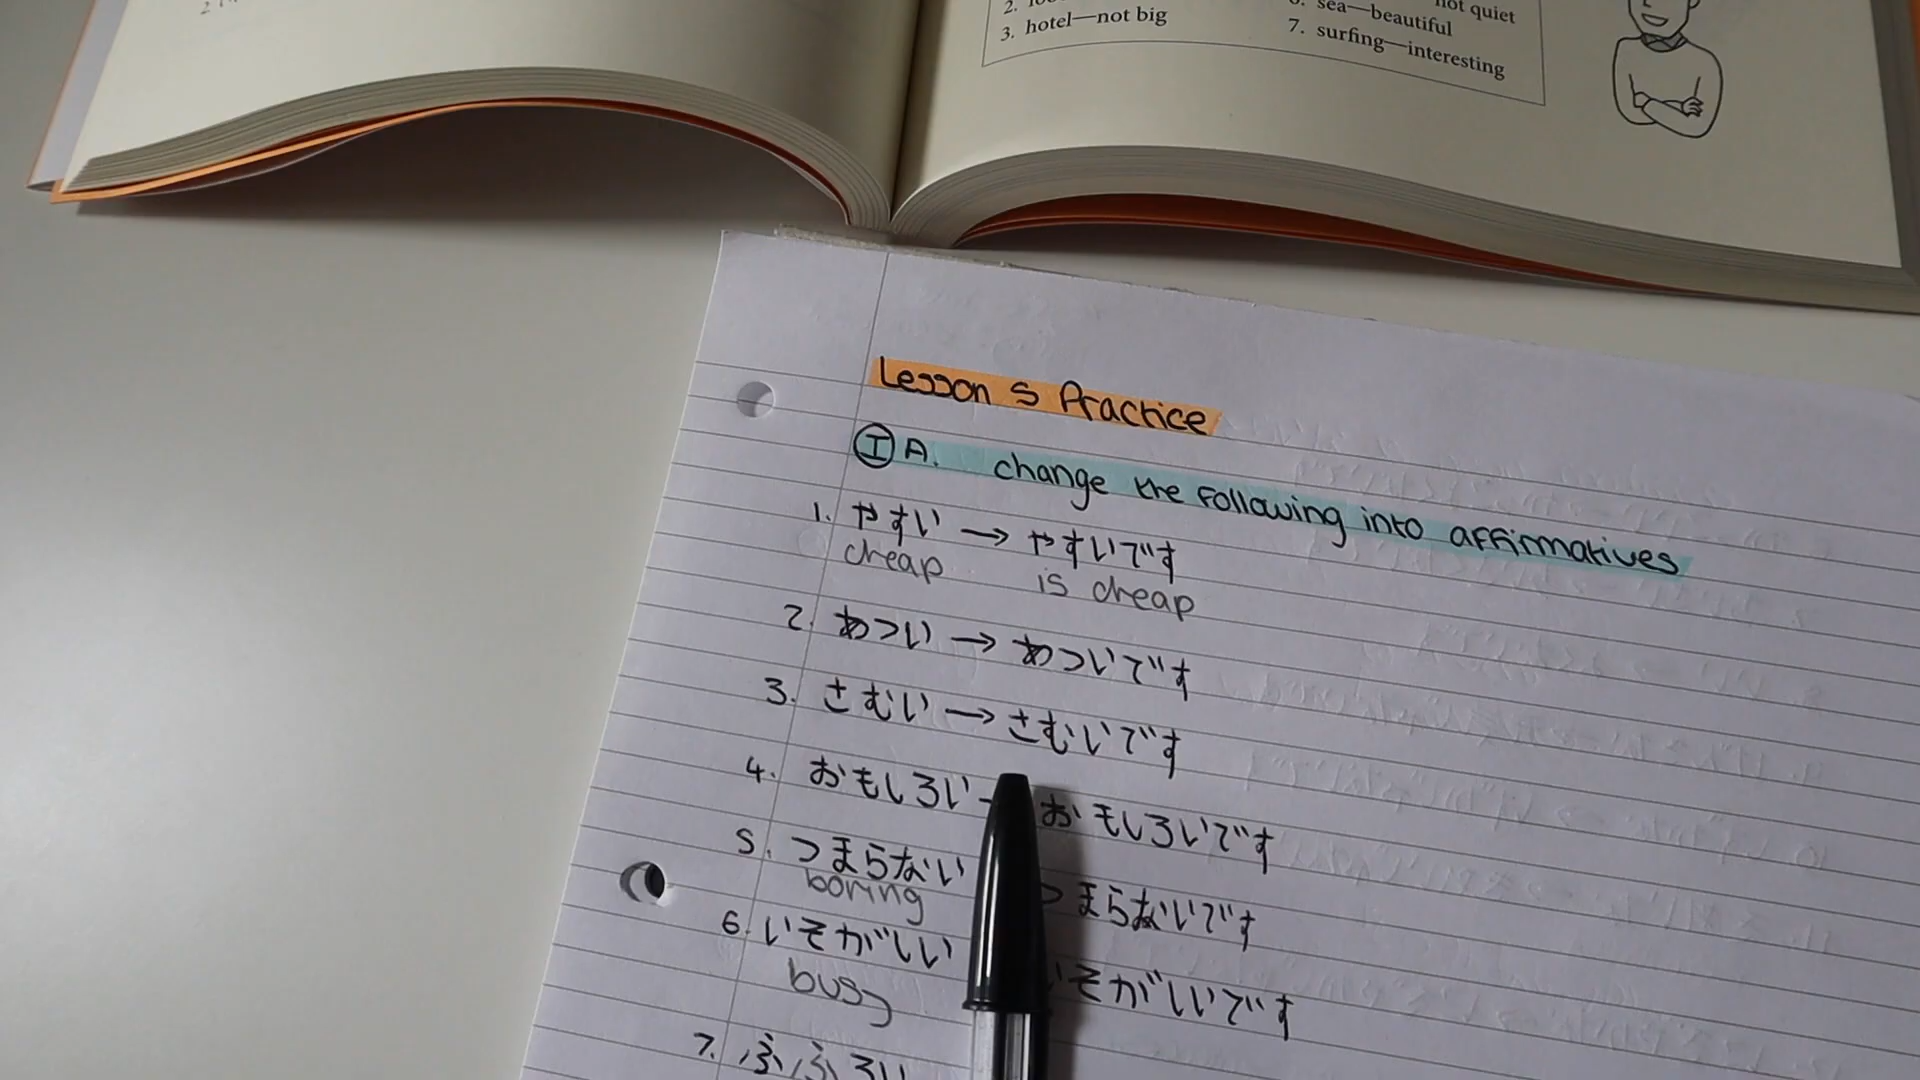 2.
3. hotel—not big
not quiet
sea—beautiful
7. surfing—interesting
Lesson 5 Practice
I A. change the following into affirmatives
1. やすい → やすいです
cheap is cheap
2. あつい → あついです
3. さむい → さむいです
4. おもしろい おもしろいです
5. つまらない つまらないです
boring
6. いそがしい いそがしいです
busy
7.